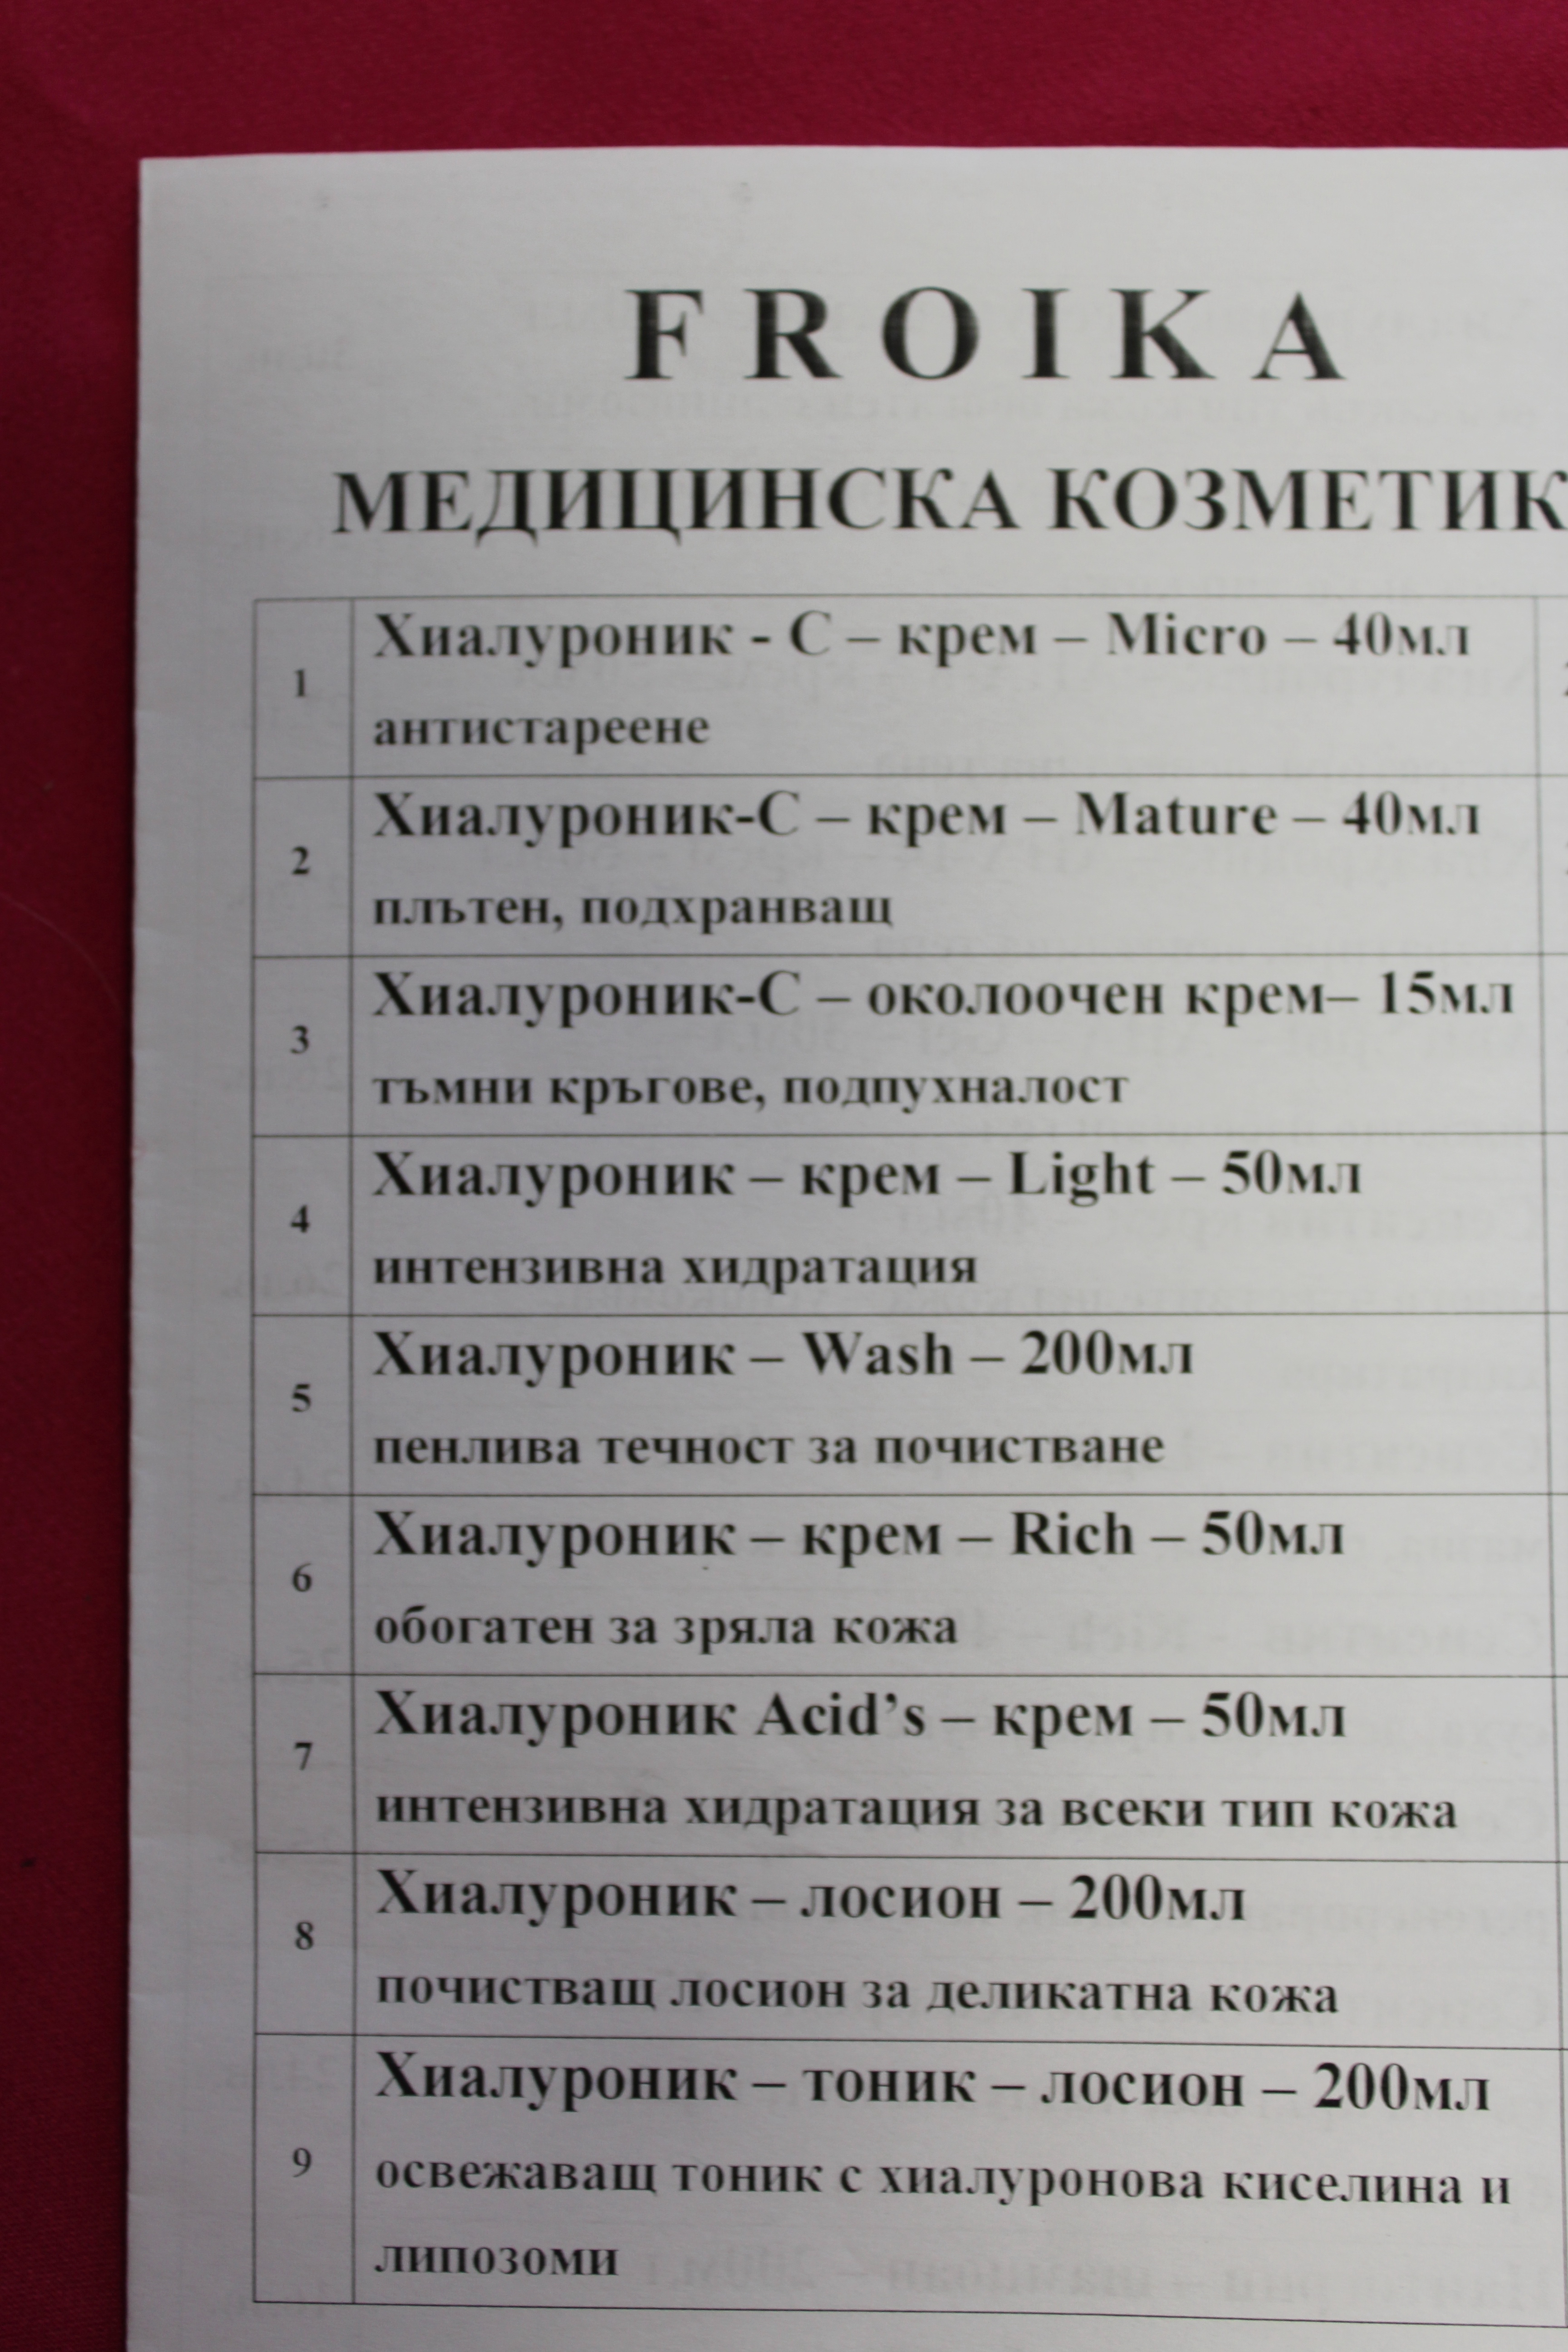 FROIKA
МЕДИЦИНСКА КОЗМЕТИК
1
Хиалуроник - С – крем – Micro – 40мл
антистареене
2
Хиалуроник-С – крем – Mature – 40мл
плътен, подхранващ
3
Хиалуроник-С – околоочен крем– 15мл
тъмни кръгове, подпухналост
4
Хиалуроник – крем – Light – 50мл
интензивна хидратация
5
Хиалуроник – Wash – 200мл
пенлива течност за почистване
6
Хиалуроник – крем – Rich – 50мл
обогатен за зряла кожа
7
Хиалуроник Acid’s – крем – 50мл
интензивна хидратация за всеки тип кожа
8
Хиалуроник – лосион – 200мл
почистващ лосион за деликатна кожа
9
Хиалуроник – тоник – лосион – 200мл
освежаващ тоник с хиалуронова киселина и
липозоми